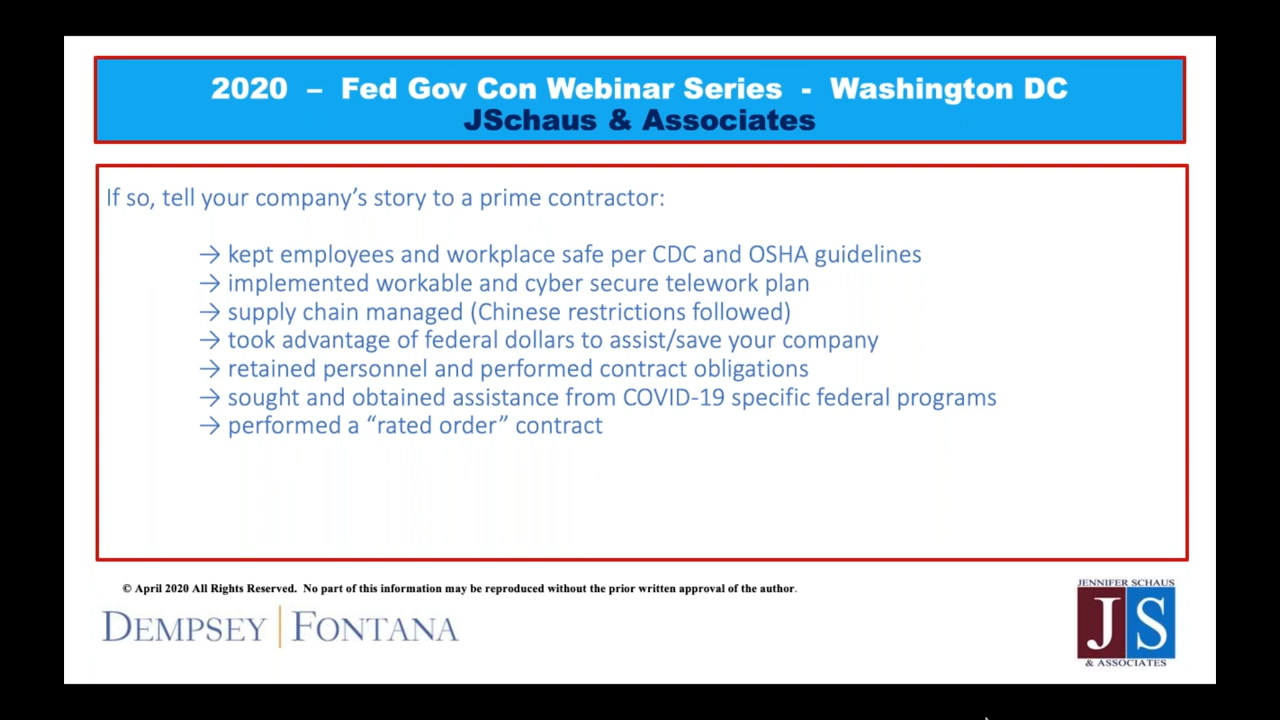 2020 – Fed Gov Con Webinar Series - Washington DC
JSchaus & Associates
If so, tell your company’s story to a prime contractor:
→ kept employees and workplace safe per CDC and OSHA guidelines
→ implemented workable and cyber secure telework plan
→ supply chain managed (Chinese restrictions followed)
→ took advantage of federal dollars to assist/save your company
→ retained personnel and performed contract obligations
→ sought and obtained assistance from COVID-19 specific federal programs
→ performed a “rated order” contract
© April 2020 All Rights Reserved. No part of this information may be reproduced without the prior written approval of the author.
DEMPSEY | FONTANA
JENNIFER SCHAUS
JS
& ASSOCIATES